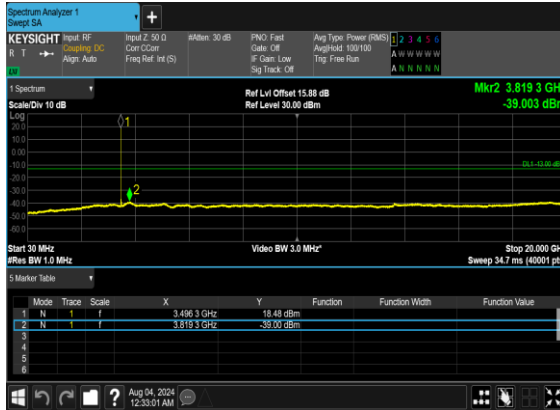 Spectrum Analyzer 1
Swept SA
+
KEYSIGHT
R T
Input: RF
Coupling: DC
Align: Auto
Input Z: 50 Ω
Corr CCorr
Freq Ref: Int (S)
#Atten: 30 dB
PNO: Fast
Gate: Off
IF Gain: Low
Sig Track: Off
Avg Type: Power (RMS)
Avg|Hold: 100/100
Trig: Free Run
1 2 3 4 5 6
A W W W W W
A N N N N N
1 Spectrum
Scale/Div 10 dB
Ref Lvl Offset 15.88 dB
Ref Level 30.00 dBm
Mkr2 3.819 3 GH
-39.003 dBr
Log
20.0
10.0
0.00
-10.0
-20.0
-30.0
-40.0
-50.0
-60.0
1
2
DL1 -13.00 dB
Start 30 MHz
#Res BW 1.0 MHz
Video BW 3.0 MHz*
Stop 20.000 GH
Sweep 34.7 ms (40001 pt
5 Marker Table
Mode Trace Scale X Y Function Function Width Function Value
1 N 1 f 3.496 3 GHz 18.48 dBm
2 N 1 f 3.819 3 GHz -39.00 dBm
3
4
5
6
?
Aug 04, 2024
12:33:01 AM